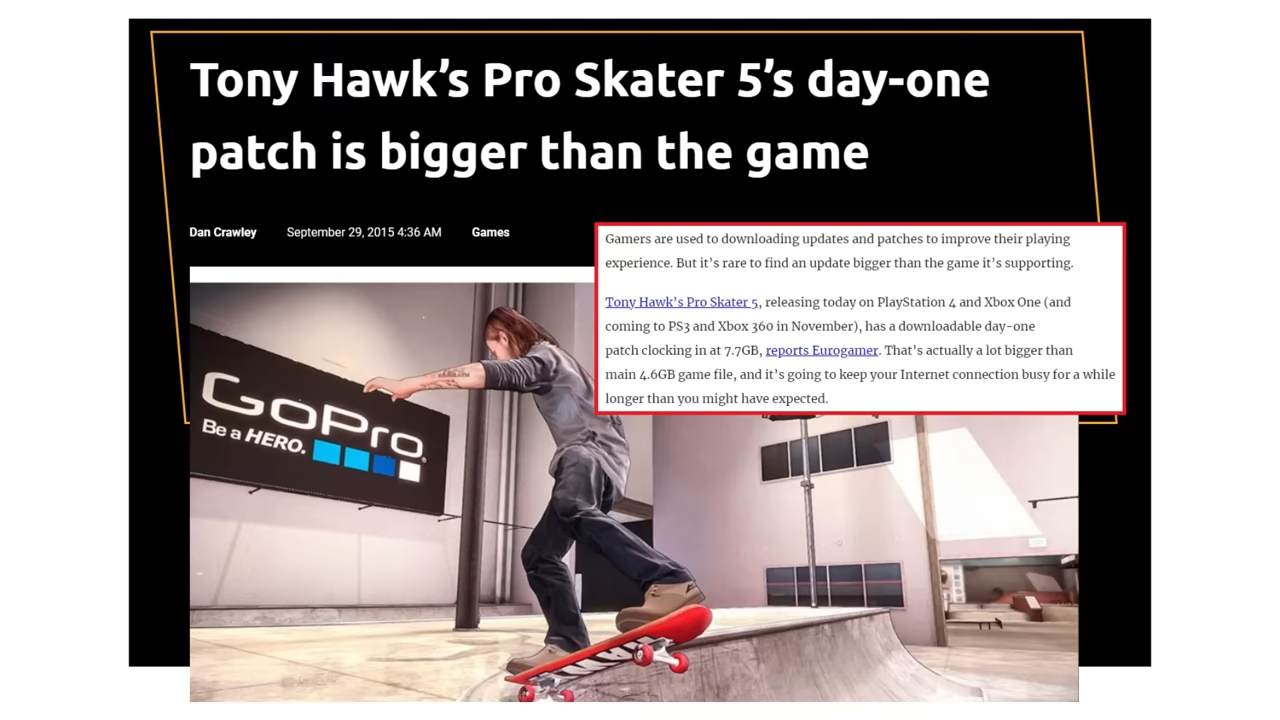 Tony Hawk’s Pro Skater 5’s day-one
patch is bigger than the game
Dan Crawley September 29, 2015 4:36 AM Games
Gamers are used to downloading updates and patches to improve their playing
experience. But it’s rare to find an update bigger than the game it’s supporting.
Tony Hawk’s Pro Skater 5, releasing today on PlayStation 4 and Xbox One (and
coming to PS3 and Xbox 360 in November), has a downloadable day-one
patch clocking in at 7.7GB, reports Eurogamer. That’s actually a lot bigger than
main 4.6GB game file, and it’s going to keep your Internet connection busy for a while
longer than you might have expected.
GoPro®
Be a HERO.